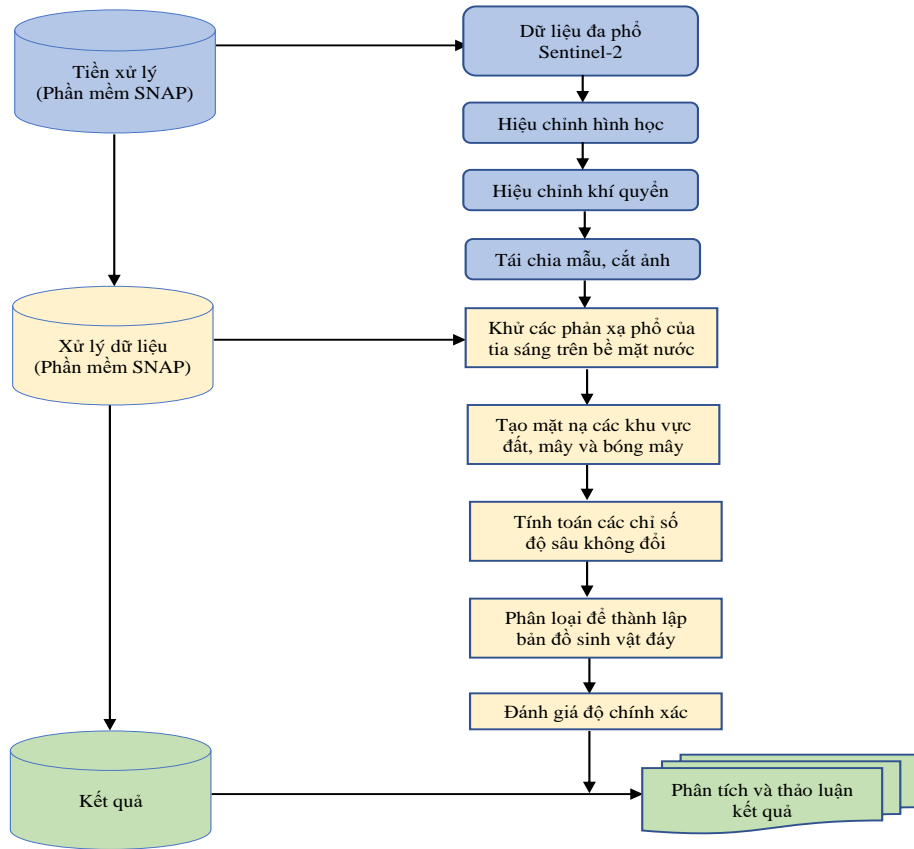 Dữ liệu đa phổ
Sentinel-2
Tiền xử lý
(Phần mềm SNAP)
Hiệu chỉnh hình học
Hiệu chỉnh khí quyển
Tái chia mẫu, cắt ảnh
Khử các phản xạ phổ của
tia sáng trên bề mặt nước
Xử lý dữ liệu
(Phần mềm SNAP)
Tạo mặt nạ các khu vực
đất, mây và bóng mây
Tính toán các chỉ số
độ sâu không đổi
Phân loại để thành lập
bản đồ sinh vật đáy
Đánh giá độ chính xác
Kết quả
Phân tích và thảo luận
kết quả